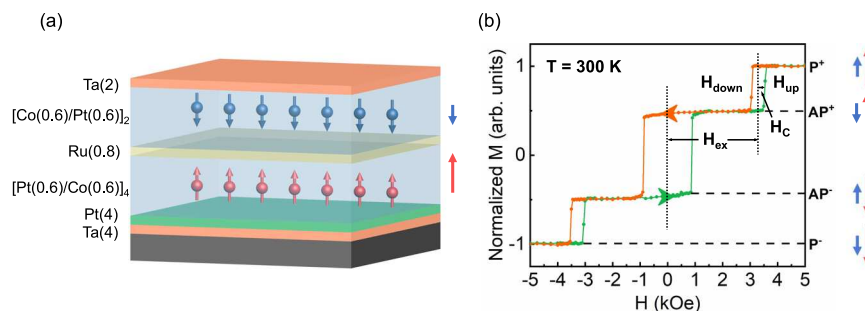 (a)
Ta(2)
[Co(0.6)/Pt(0.6)]2
Ru(0.8)
[Pt(0.6)/Co(0.6)]4
Pt(4)
Ta(4)
(b)
Normalized M (arb. units)
1
0
-1
T = 300 K
Hdown
Hup
HC
Hex
P+
AP+
AP-
P-
-5 -4 -3 -2 -1 0 1 2 3 4 5
H (kOe)